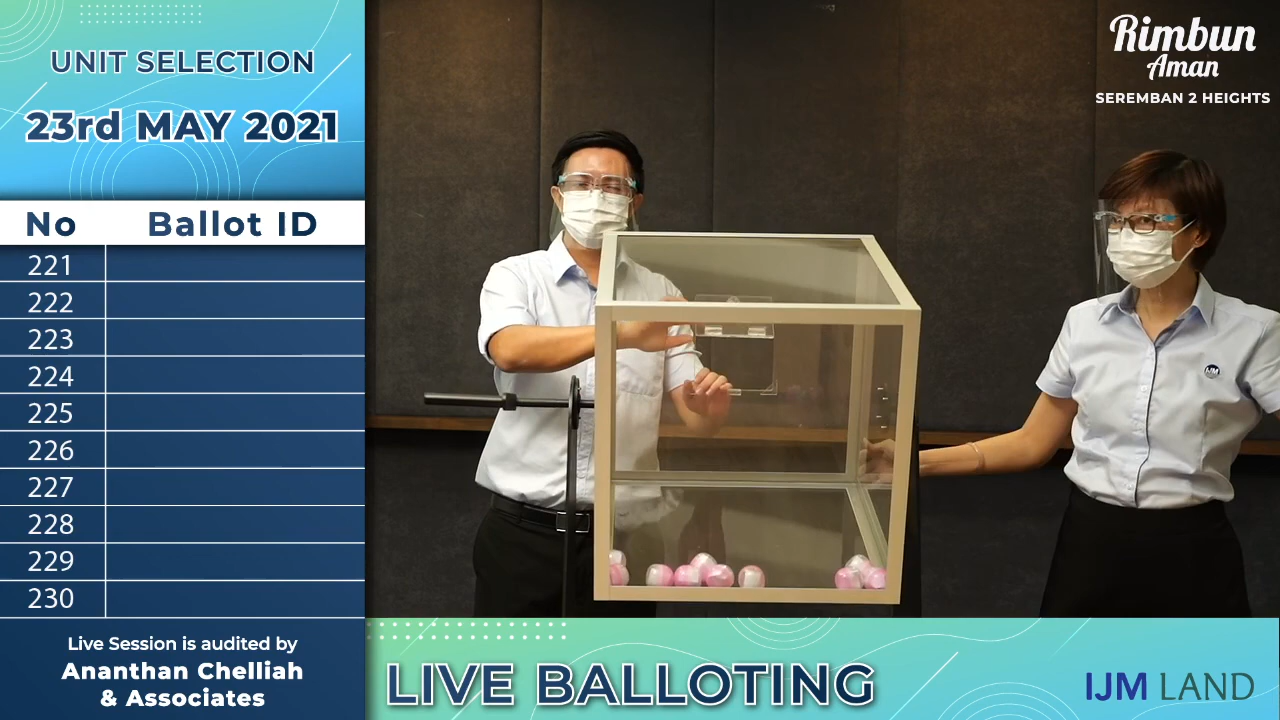 UNIT SELECTION
23rd MAY 2021
No Ballot ID
221
222
223
224
225
226
227
228
229
230
Live Session is audited by
Ananthan Chelliah
& Associates
Rimbun
Aman
SEREMBAN 2 HEIGHTS
IJM
LIVE BALLOTING
IJM LAND